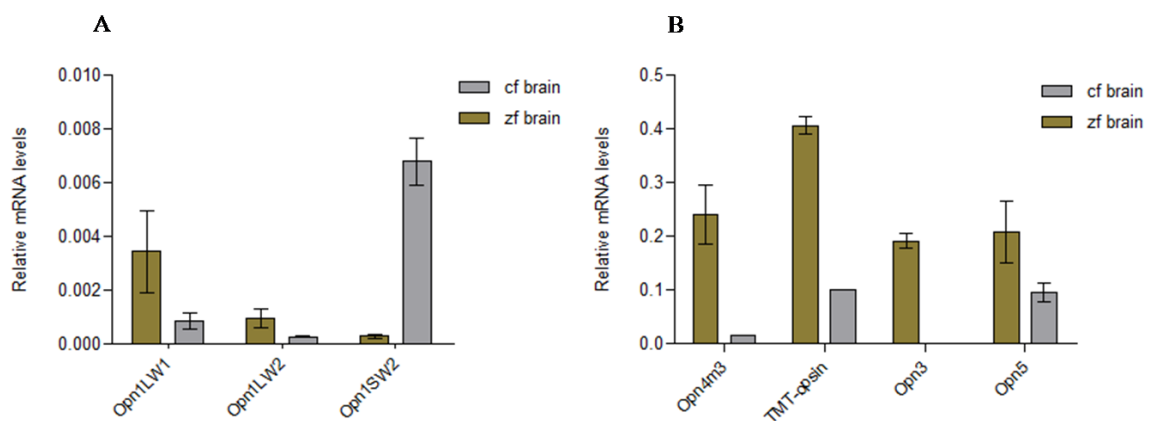 A
B
Relative mRNA levels
0.010
0.008
0.006
0.004
0.002
0.000
cf brain
zf brain
Opn1LW1
Opn1LW2
Opn1SW2
Relative mRNA levels
0.5
0.4
0.3
0.2
0.1
0.0
cf brain
zf brain
Opn4m3
TMT-opsin
Opn3
Opn5